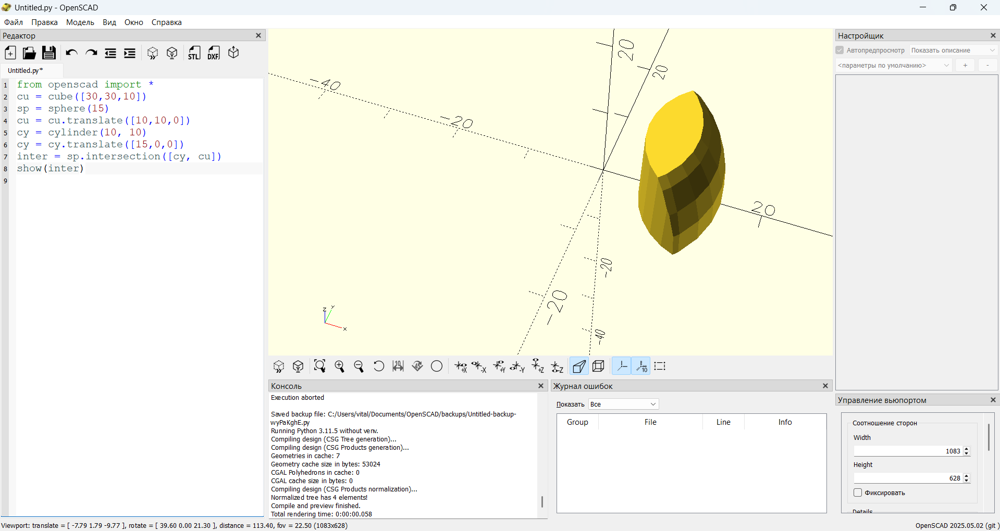 Untitled.py - OpenSCAD
Файл Правка Модель Вид Окно Справка
Редактор
STL DXF
Untitled.py*
1 from openscad import *
2 cu = cube([30,30,10])
3 sp = sphere(15)
4 cu = cu.translate([10,10,0])
5 cy = cylinder(10, 10)
6 cy = cy.translate([15,0,0])
7 inter = sp.intersection([cy, cu])
8 show(inter)
9
20
20
-40
-20
20
-20
-20
-40
z y
x
10 45 +X -X +Y -Y +Z -Z 10
Консоль
Execution aborted
Saved backup file: C:/Users/vital/Documents/OpenSCAD/backups/Untitled-backup-
wyPaKghE.py
Running Python 3.11.5 without venv.
Compiling design (CSG Tree generation)...
Compiling design (CSG Products generation)...
Geometries in cache: 7
Geometry cache size in bytes: 53024
CGAL Polyhedrons in cache: 0
CGAL cache size in bytes: 0
Compiling design (CSG Products normalization)...
Normalized tree has 4 elements!
Compile and preview finished.
Total rendering time: 0:00:00.058
Журнал ошибок
Показать Все
Group File Line Info
Настройщик
Автопредпросмотр Показать описание
<параметры по умолчанию> + -
Управление вьюпортом
Соотношение сторон
Width
1083
Height
628
Фиксировать
Details
Viewport: translate = [ -7.79 1.79 -9.77 ], rotate = [ 39.60 0.00 21.30 ], distance = 113.40, fov = 22.50 (1083x628)
OpenSCAD 2025.05.02 (git )